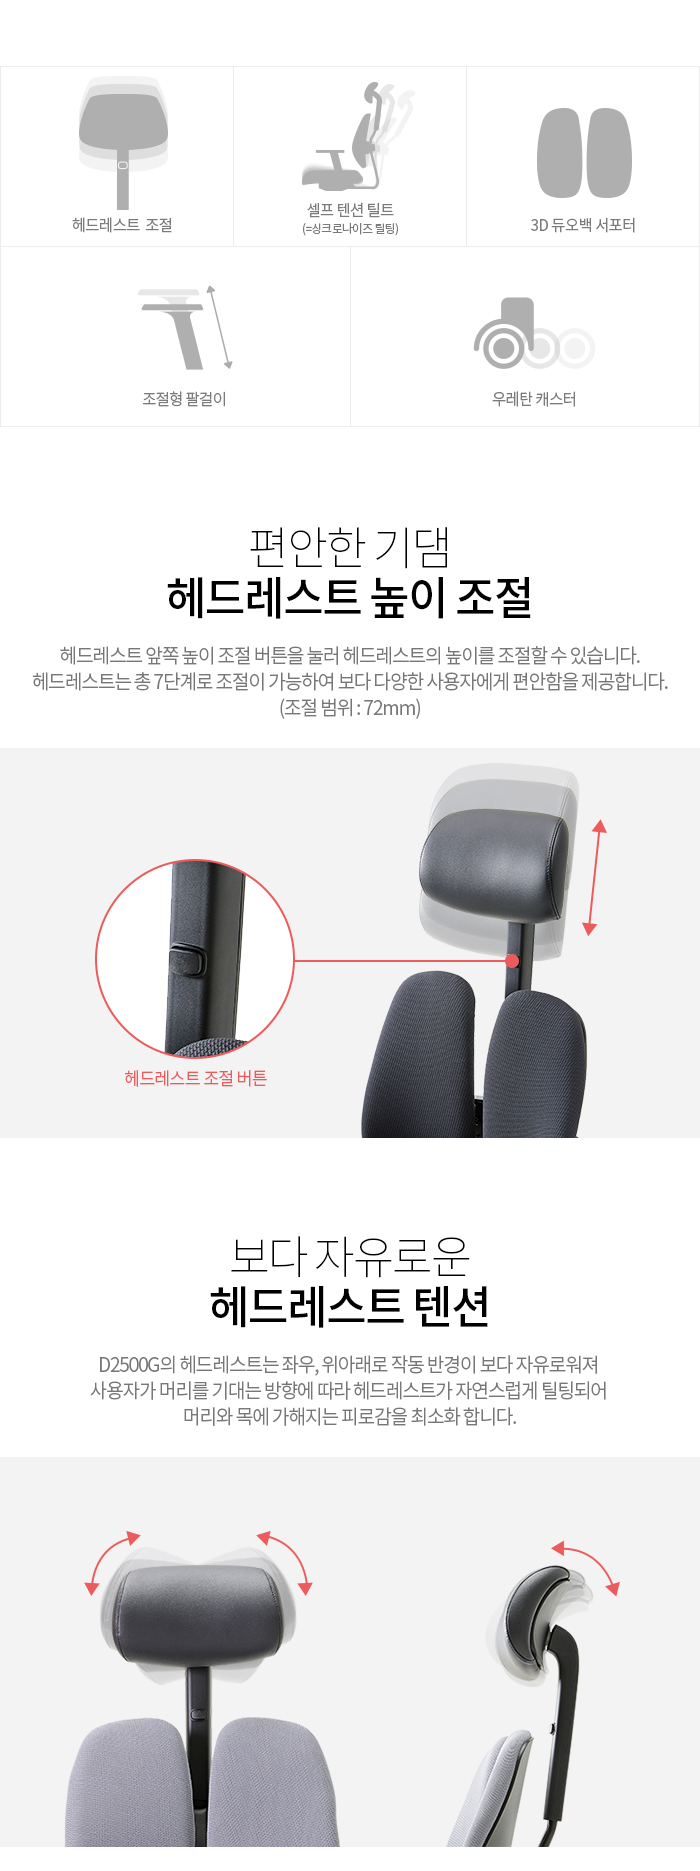 헤드레스트 조절
셀프 텐션 틸트
(=싱크로나이즈 틸팅)
3D 듀오백 서포터
조절형 팔걸이
우레탄 캐스터
편안한 기댐
헤드레스트 높이 조절
헤드레스트 앞쪽 높이 조절 버튼을 눌러 헤드레스트의 높이를 조절할 수 있습니다.
헤드레스트는 총 7단계로 조절이 가능하여 보다 다양한 사용자에게 편안함을 제공합니다.
(조절 범위 : 72mm)
헤드레스트 조절 버튼
보다 자유로운
헤드레스트 텐션
D2500G의 헤드레스트는 좌우, 위아래로 작동 반경이 보다 자유로워져
사용자가 머리를 기대는 방향에 따라 헤드레스트가 자연스럽게 틸팅되어
머리와 목에 가해지는 피로감을 최소화 합니다.